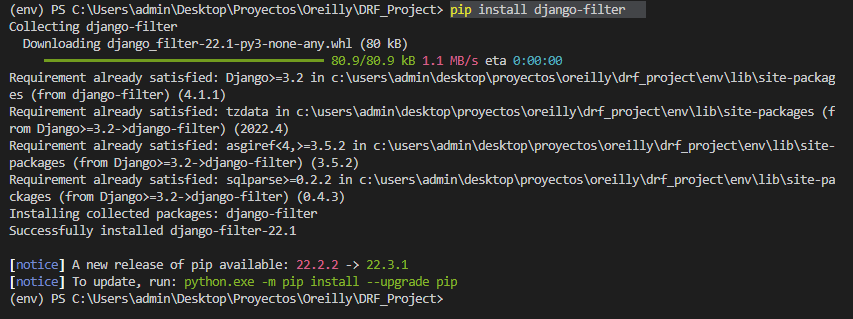 (env) PS C:\Users\admin\Desktop\Proyectos\Oreilly\DRF_Project> pip install django-filter
Collecting django-filter
  Downloading django_filter-22.1-py3-none-any.whl (80 kB)
     ━━━━━━━━━━━━━━━━━━━━━━━━━━━━━━━━━━━━━━━━ 80.9/80.9 kB 1.1 MB/s eta 0:00:00
Requirement already satisfied: Django>=3.2 in c:\users\admin\desktop\proyectos\oreilly\drf_project\env\lib\site-packag
es (from django-filter) (4.1.1)
Requirement already satisfied: tzdata in c:\users\admin\desktop\proyectos\oreilly\drf_project\env\lib\site-packages (f
rom Django>=3.2->django-filter) (2022.4)
Requirement already satisfied: asgiref<4,>=3.5.2 in c:\users\admin\desktop\proyectos\oreilly\drf_project\env\lib\site-
packages (from Django>=3.2->django-filter) (3.5.2)
Requirement already satisfied: sqlparse>=0.2.2 in c:\users\admin\desktop\proyectos\oreilly\drf_project\env\lib\site-pa
ckages (from Django>=3.2->django-filter) (0.4.3)
Installing collected packages: django-filter
Successfully installed django-filter-22.1

[notice] A new release of pip available: 22.2.2 -> 22.3.1
[notice] To update, run: python.exe -m pip install --upgrade pip
(env) PS C:\Users\admin\Desktop\Proyectos\Oreilly\DRF_Project>